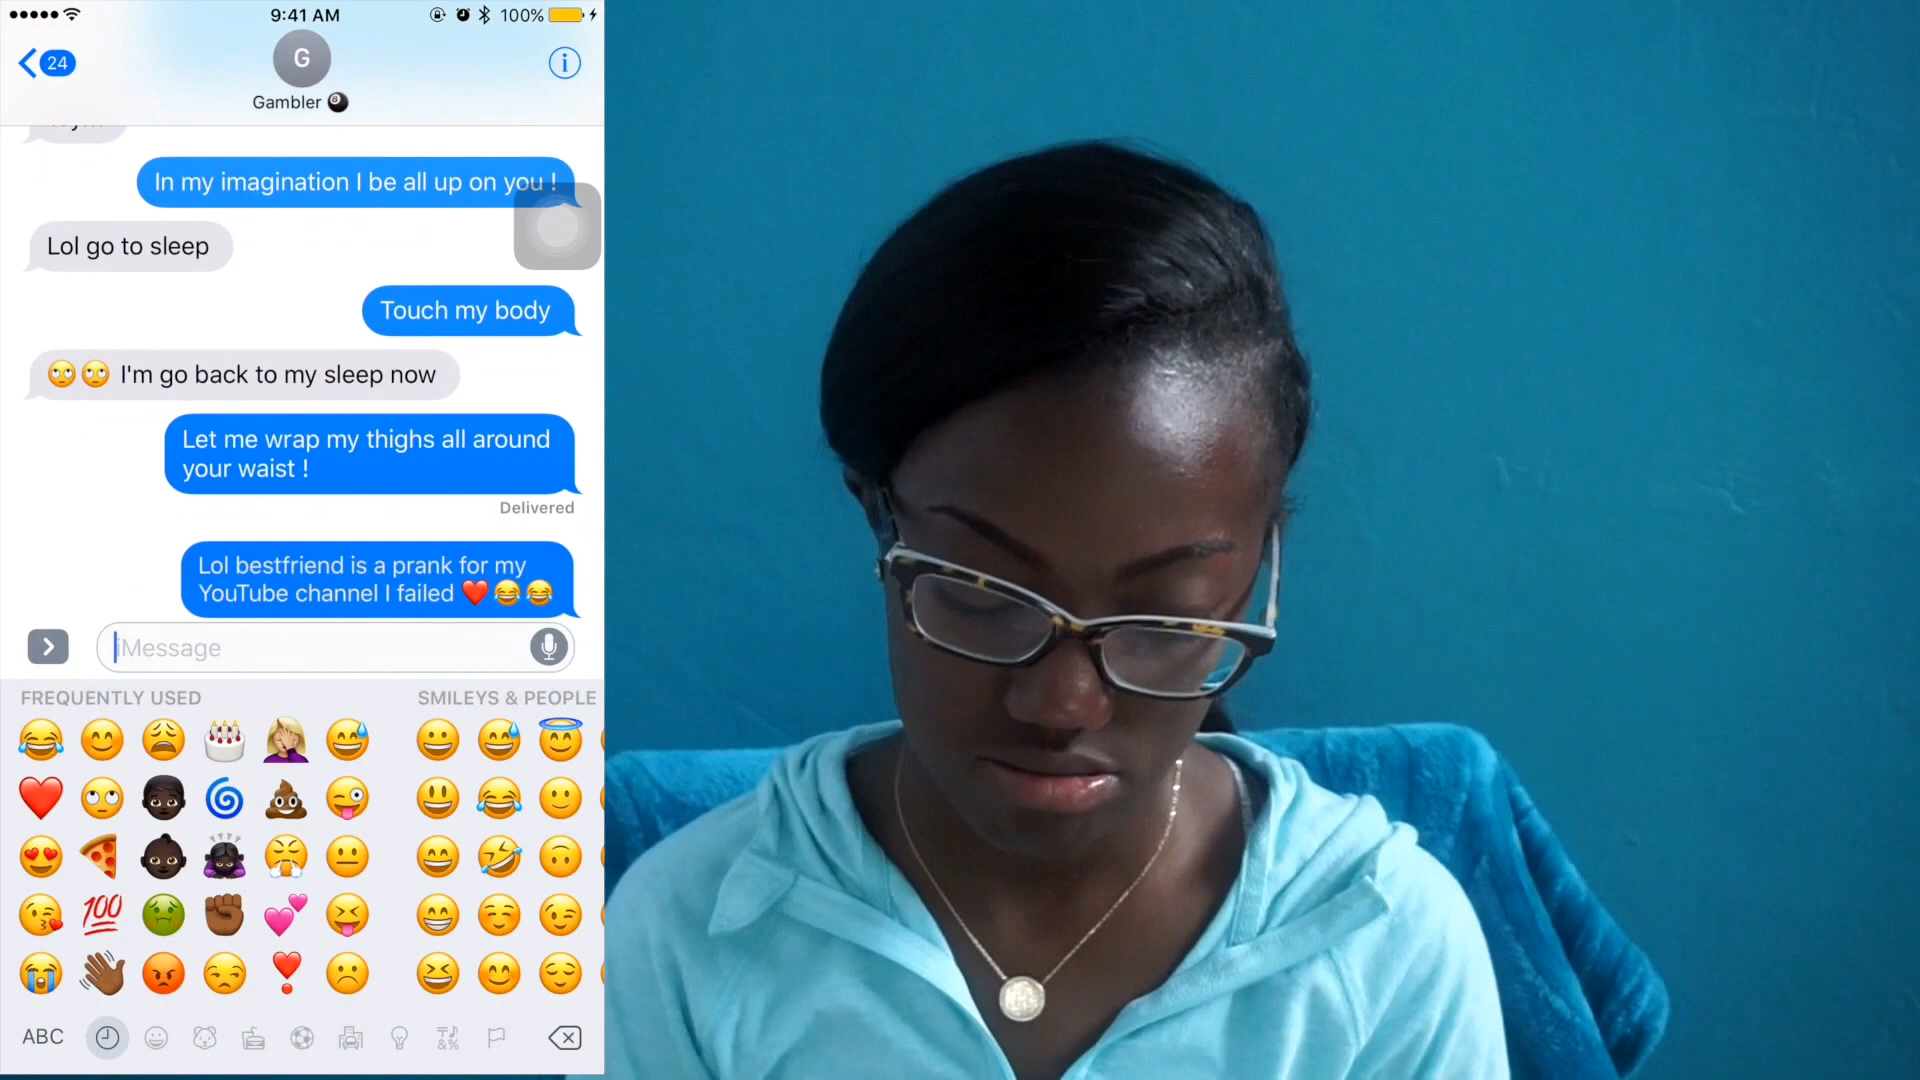 9:41 AM
100%
24
G
Gambler
In my imagination I be all up on you !
Lol go to sleep
Touch my body
I'm go back to my sleep now
Let me wrap my thighs all around
your waist !
Delivered
Lol bestfriend is a prank for my
YouTube channel I failed ❤️😂😂
iMessage
FREQUENTLY USED
SMILEYS & PEOPLE
100
ABC